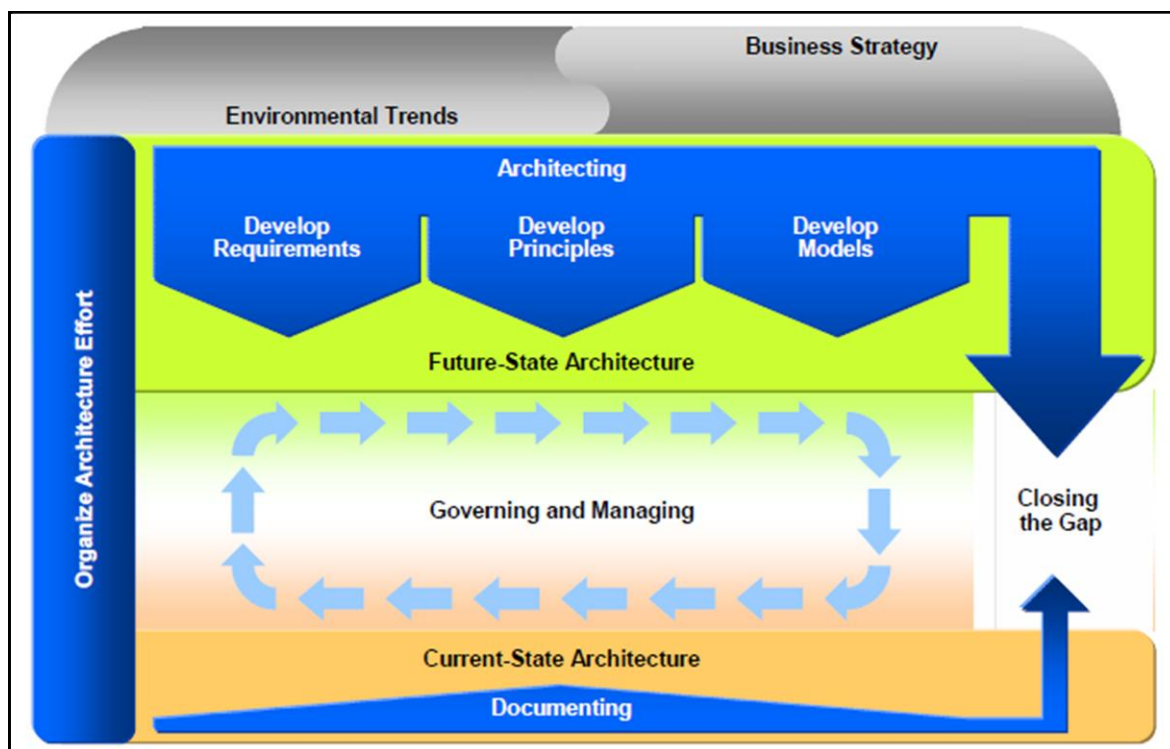 Business Strategy
Environmental Trends
Architecting
Develop
Requirements
Develop
Principles
Develop
Models
Organize Architecture Effort
Future-State Architecture
Governing and Managing
Closing
the Gap
Current-State Architecture
Documenting